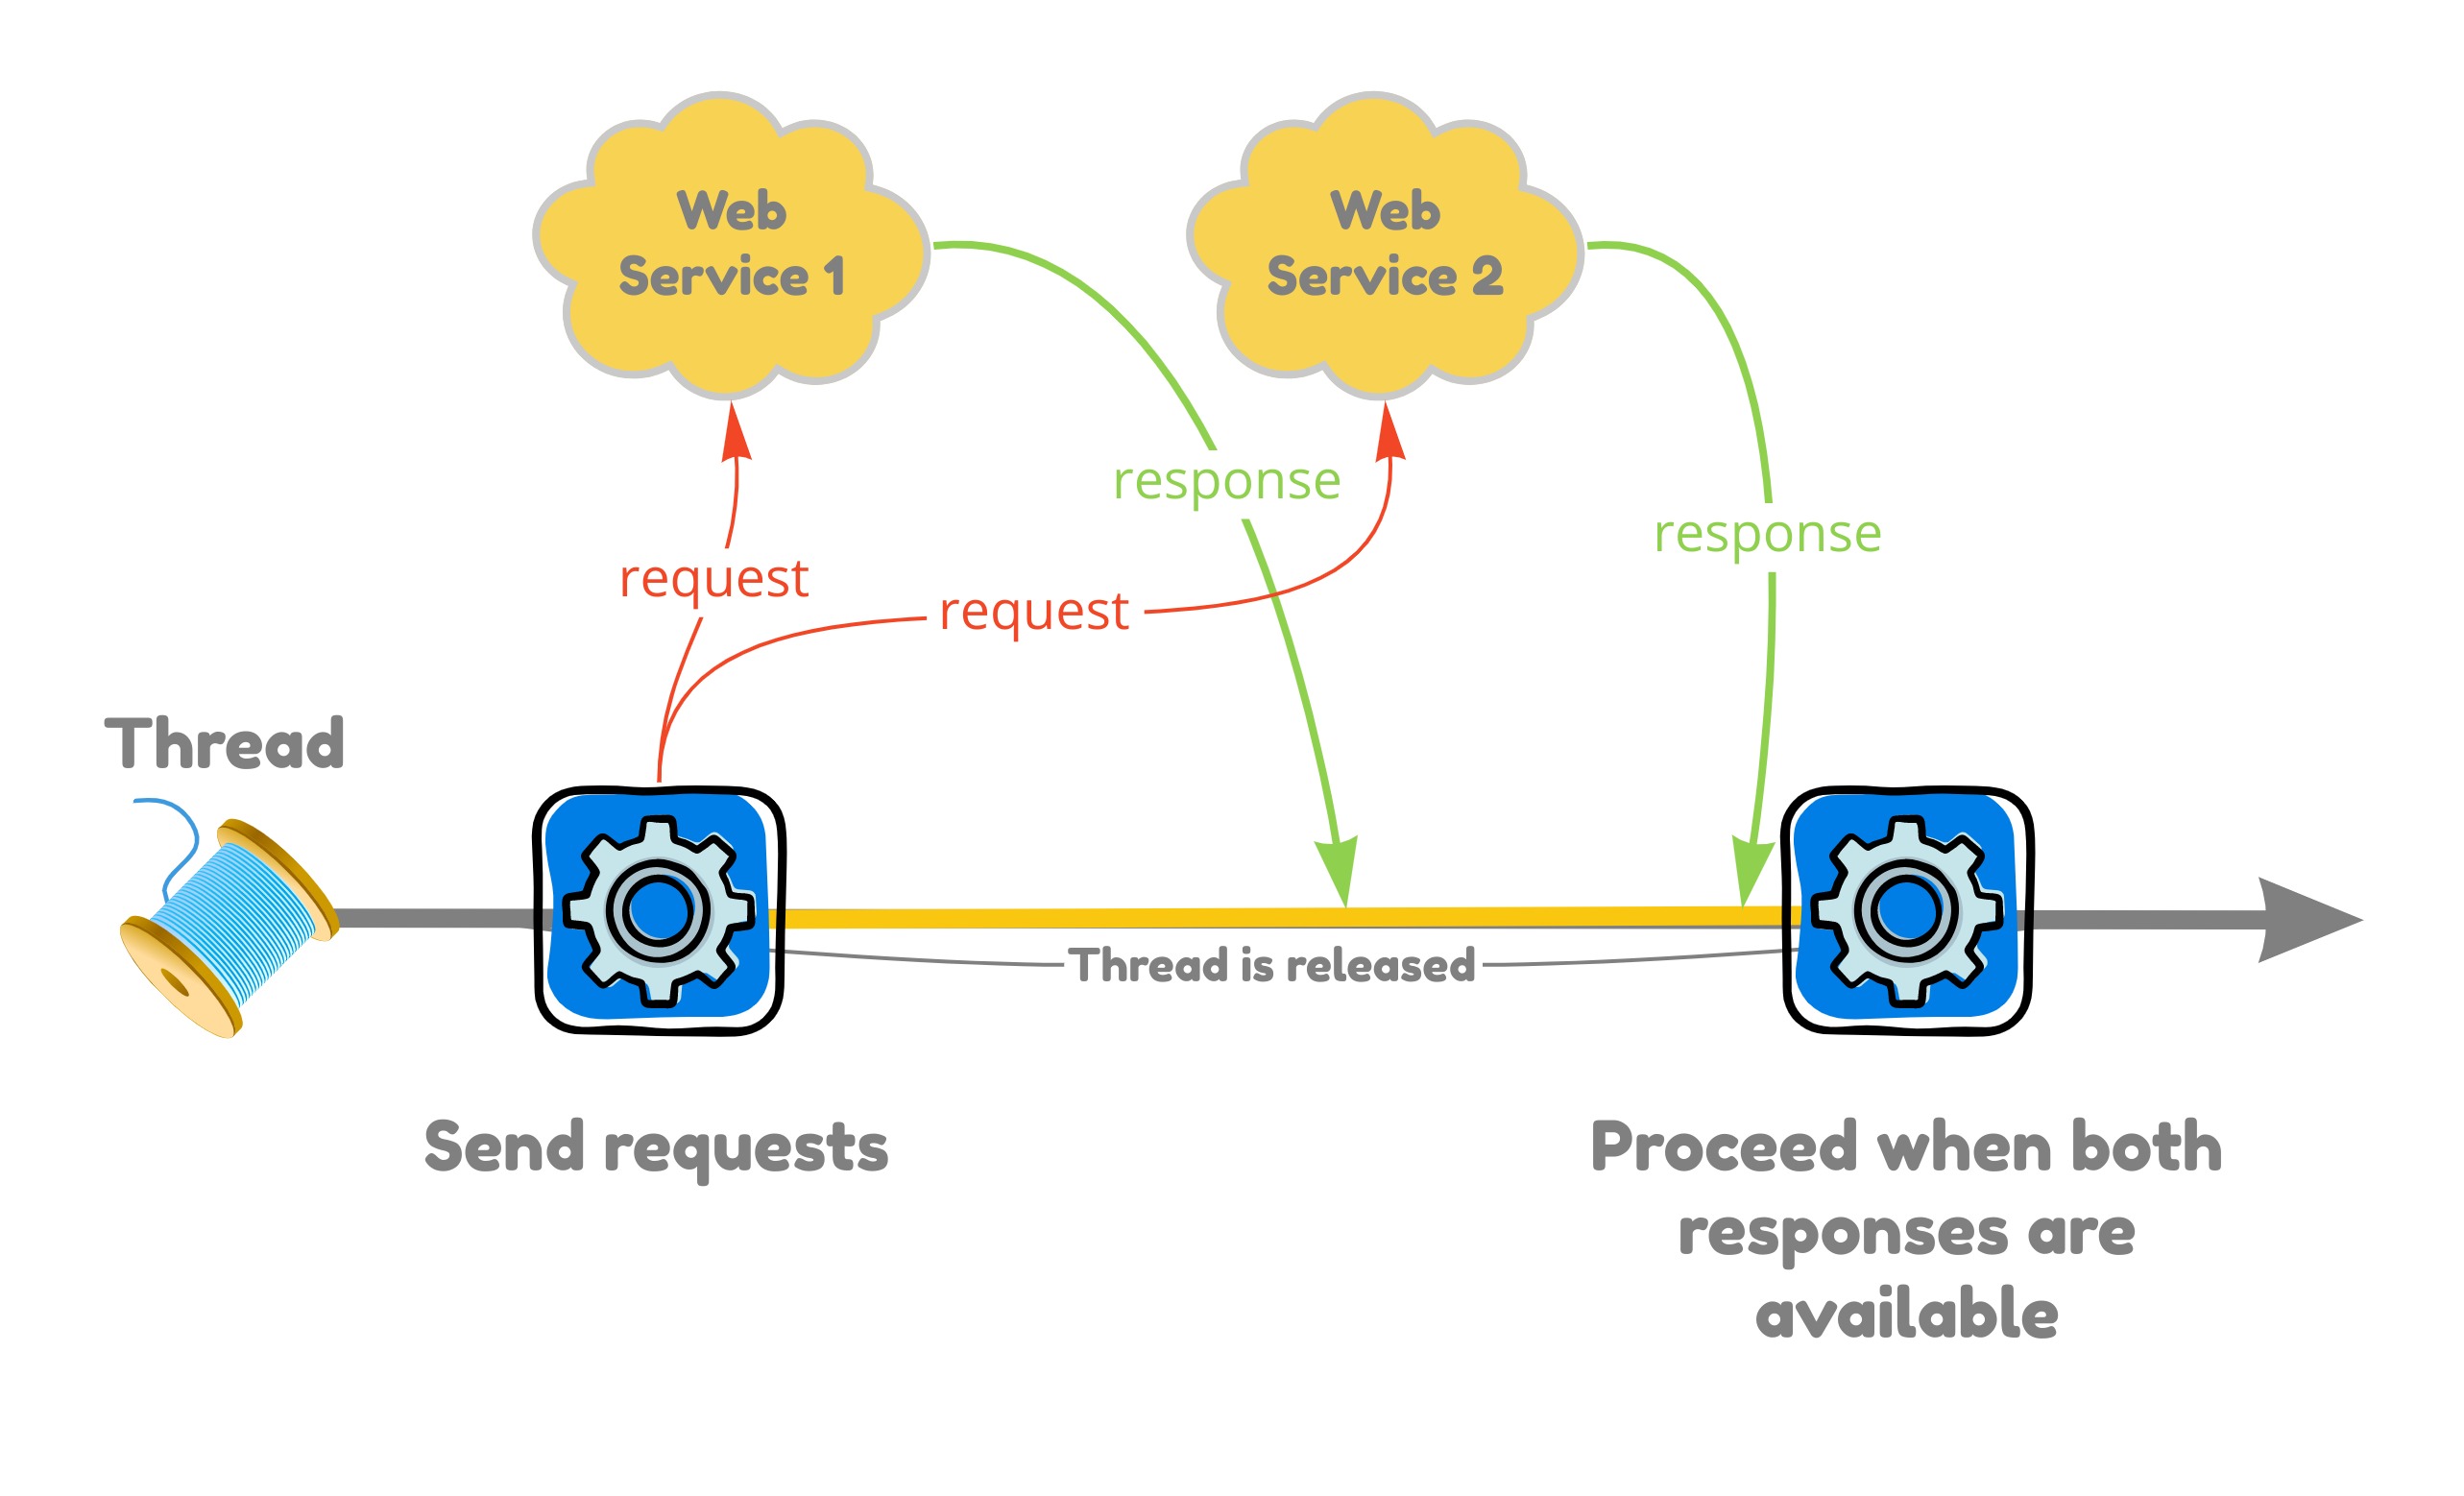 Web
Service 1
Web
Service 2
response
response
request
request
Thread
Thread is released
Send requests
Proceed when both
responses are
available